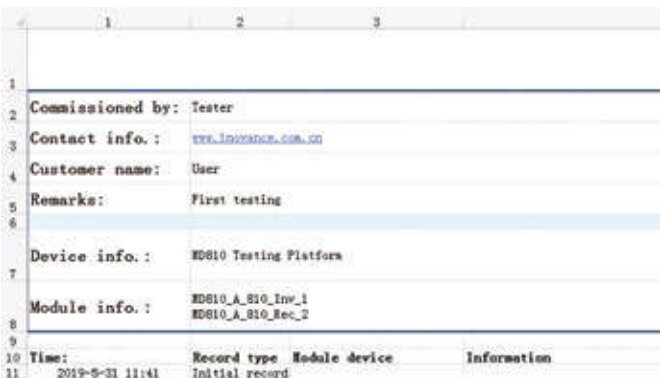 1 2 3
1
2 Commissioned by: Tester
3 Contact info.: www.inovance.com.cn
4 Customer name: User
5 Remarks: First testing
6
7 Device info.: MD810 Testing Platform
8 Module info.: MD810_A_810_Inv_1
MD810_A_810_Rec_2
9
10 Time: Record type Module device Information
11 2019-5-31 11:41 Initial record